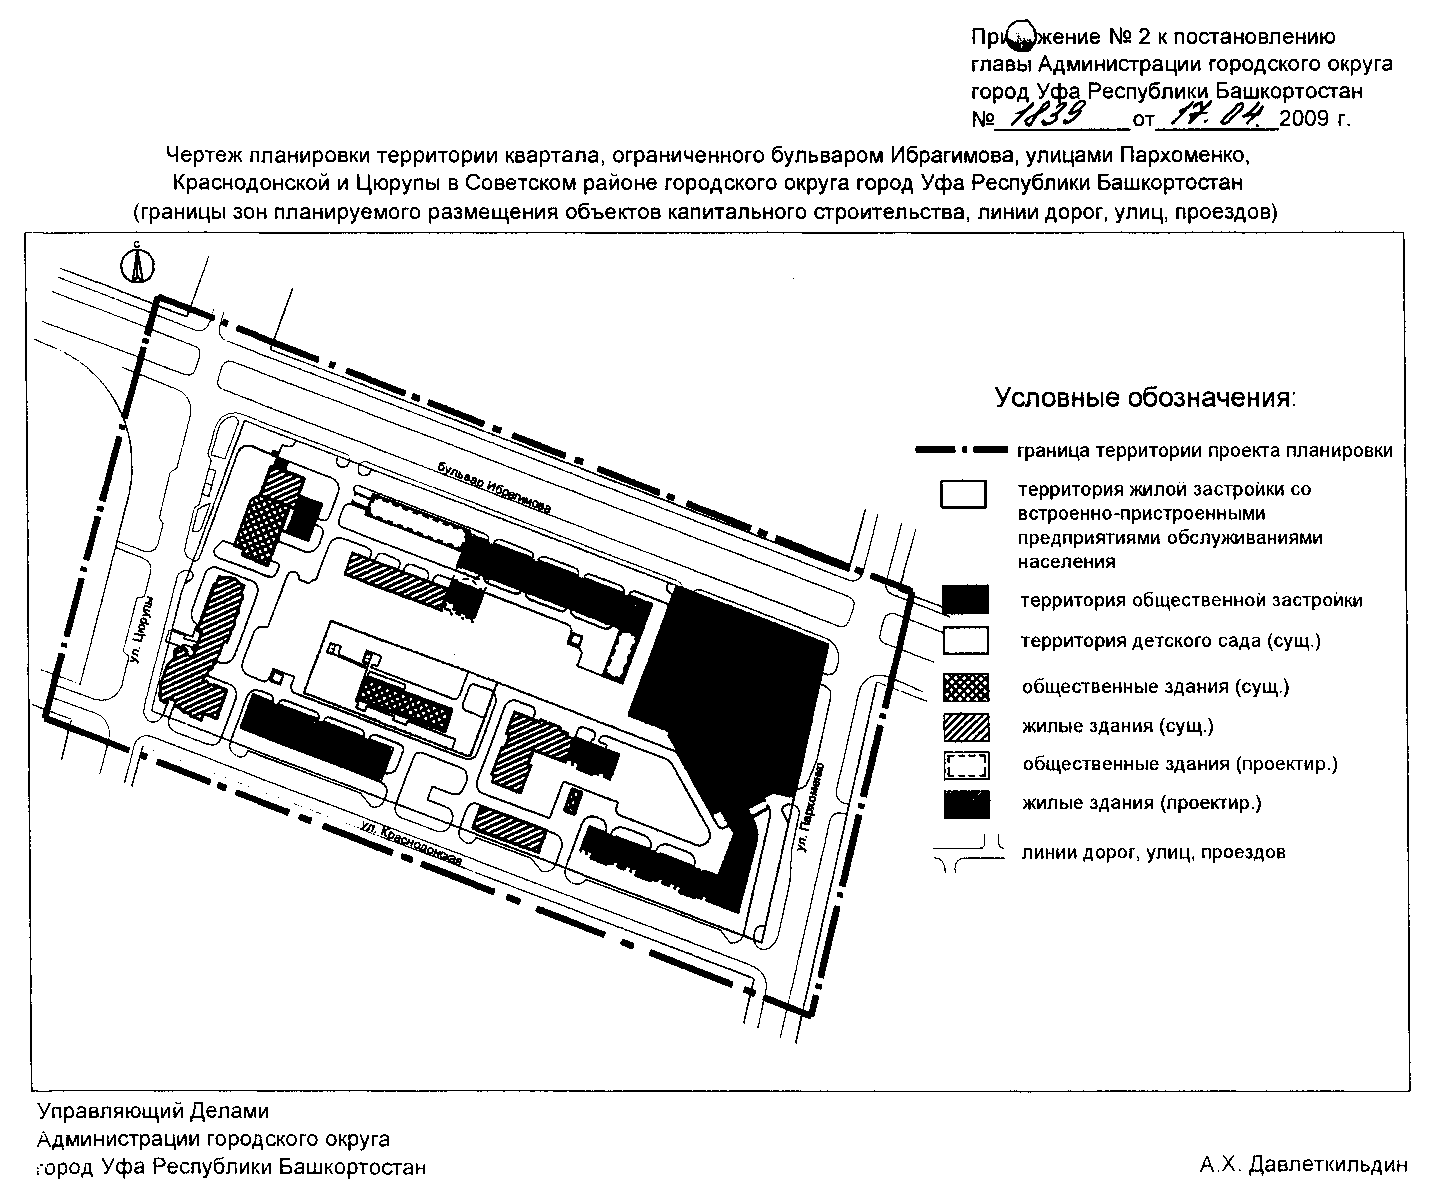 Приложение № 2 к постановлению
главы Администрации городского округа
город Уфа Республики Башкортостан
№ 1839 от 17.04. 2009 г.
Чертеж планировки территории квартала, ограниченного бульваром Ибрагимова, улицами Пархоменко,
Краснодонской и Цюрупы в Советском районе городского округа город Уфа Республики Башкортостан
(границы зон планируемого размещения объектов капитального строительства, линии дорог, улиц, проездов)
С
бульвар Ибрагимова
ул. Цюрупы
ул. Краснодонская
ул. Пархоменко
Условные обозначения:
граница территории проекта планировки
территория жилой застройки со
встроенно-пристроенными
предприятиями обслуживаниями
населения
территория общественной застройки
территория детского сада (сущ.)
общественные здания (сущ.)
жилые здания (сущ.)
общественные здания (проектир.)
жилые здания (проектир.)
линии дорог, улиц, проездов
Управляющий Делами
Администрации городского округа
город Уфа Республики Башкортостан
А.Х. Давлеткильдин